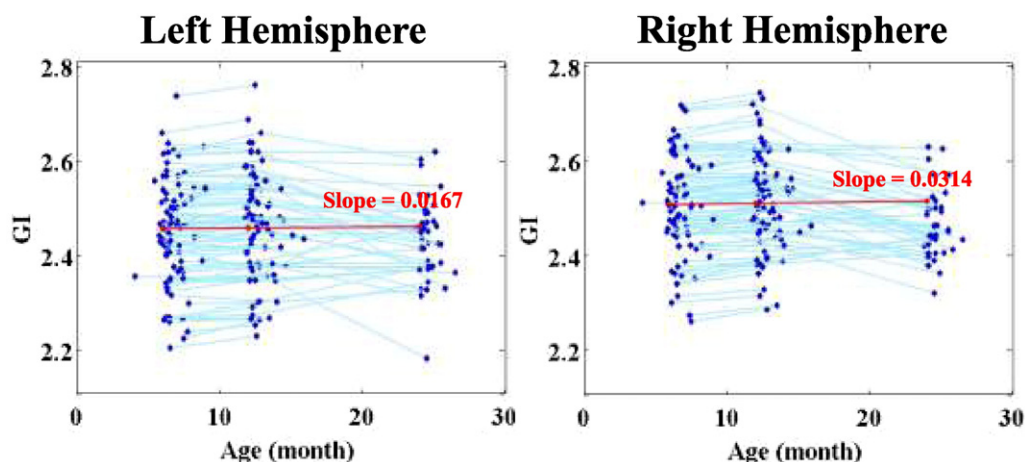 Left Hemisphere
Right Hemisphere
2.8
2.6
2.4
2.2
GI
Slope = 0.0167
0
10
20
30
Age (month)
2.8
2.6
2.4
2.2
GI
Slope = 0.0314
0
10
20
30
Age (month)